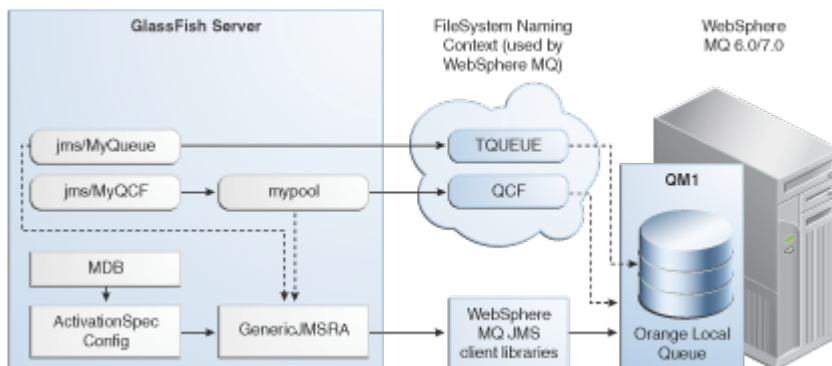 GlassFish Server
FileSystem Naming
Context (used by
WebSphere MQ)
WebSphere
MQ 6.0/7.0
jms/MyQueue
TQUEUE
jms/MyQCF
mypool
QCF
QM1
MDB
ActivationSpec
Config
GenericJMSRA
WebSphere
MQ JMS
client libraries
Orange Local
Queue